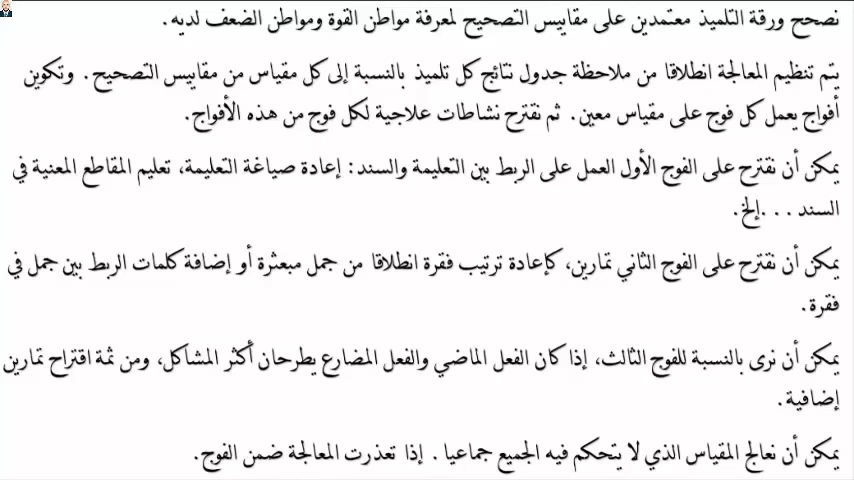 نصحح ورقة التلميذ معتمدين على مقاييس التصحيح لمعرفة مواطن القوة ومواطن الضعف لديه.
يتم تنظيم المعالجة انطلاقا من ملاحظة جدول نتائج كل تلميذ بالنسبة إلى كل مقياس من مقاييس التصحيح. وتكوين
أفواج يعمل كل فوج على مقياس معين. ثم نقترح نشاطات علاجية لكل فوج من هذه الأفواج.
يمكن أن نقترح على الفوج الأول العمل على الربط بين التعليمة والسند: إعادة صياغة التعليمة، تعليم المقاطع المعنية في
السند ...إلخ.
يمكن أن نقترح على الفوج الثاني تمارين، كإعادة ترتيب فقرة انطلاقا من جمل مبعثرة أو إضافة كلمات الربط بين جمل في
فقرة.
يمكن أن نرى بالنسبة للفوج الثالث، إذا كان الفعل الماضي والفعل المضارع يطرحان أكثر المشاكل، ومن ثمة اقتراح تمارين
إضافية.
يمكن أن نعالج المقياس الذي لا يتحكم فيه الجميع جماعيا . إذا تعذرت المعالجة ضمن الفوج.